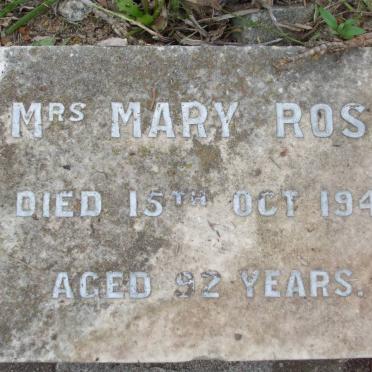 MRS MARY ROS
DIED 15TH OCT 194
AGED 92 YEARS.